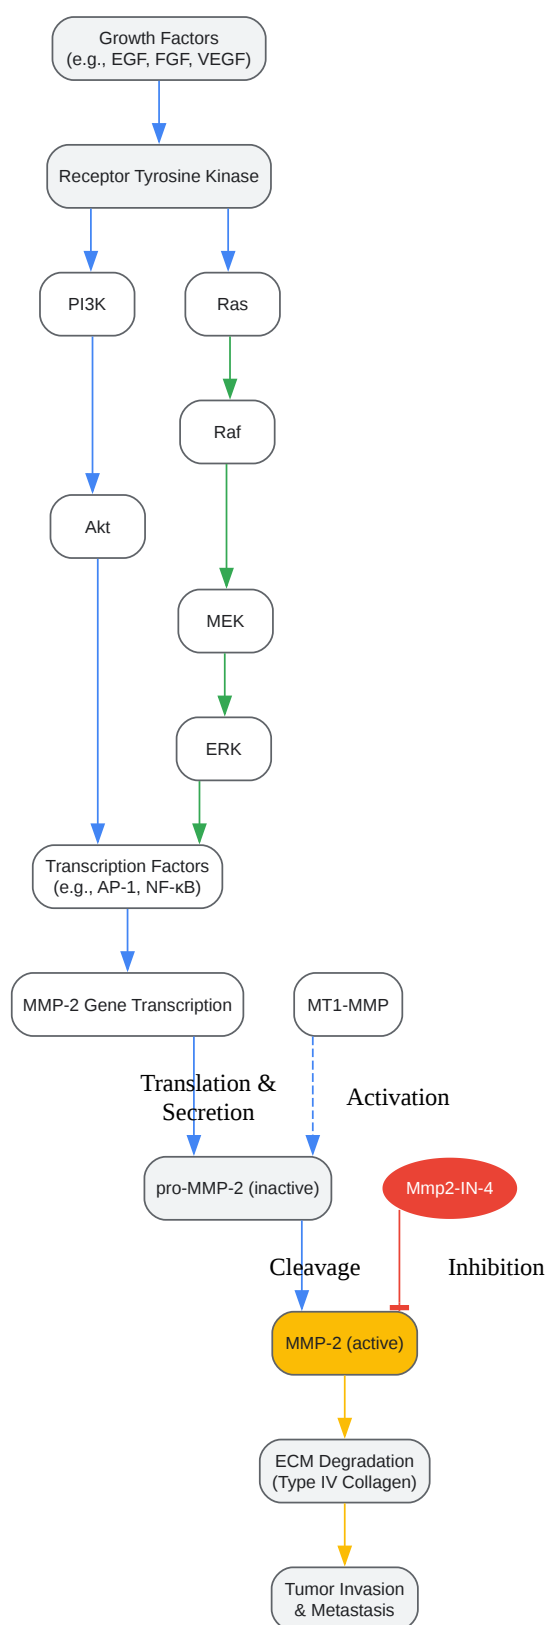 Growth Factors
(e.g., EGF, FGF, VEGF)
Receptor Tyrosine Kinase
PI3K
Ras
Raf
Akt
MEK
ERK
Transcription Factors
(e.g., AP-1, NF-κB)
MMP-2 Gene Transcription
MT1-MMP
Translation &
Secretion
Activation
pro-MMP-2 (inactive)
Mmp2-IN-4
Cleavage
Inhibition
MMP-2 (active)
ECM Degradation
(Type IV Collagen)
Tumor Invasion
& Metastasis